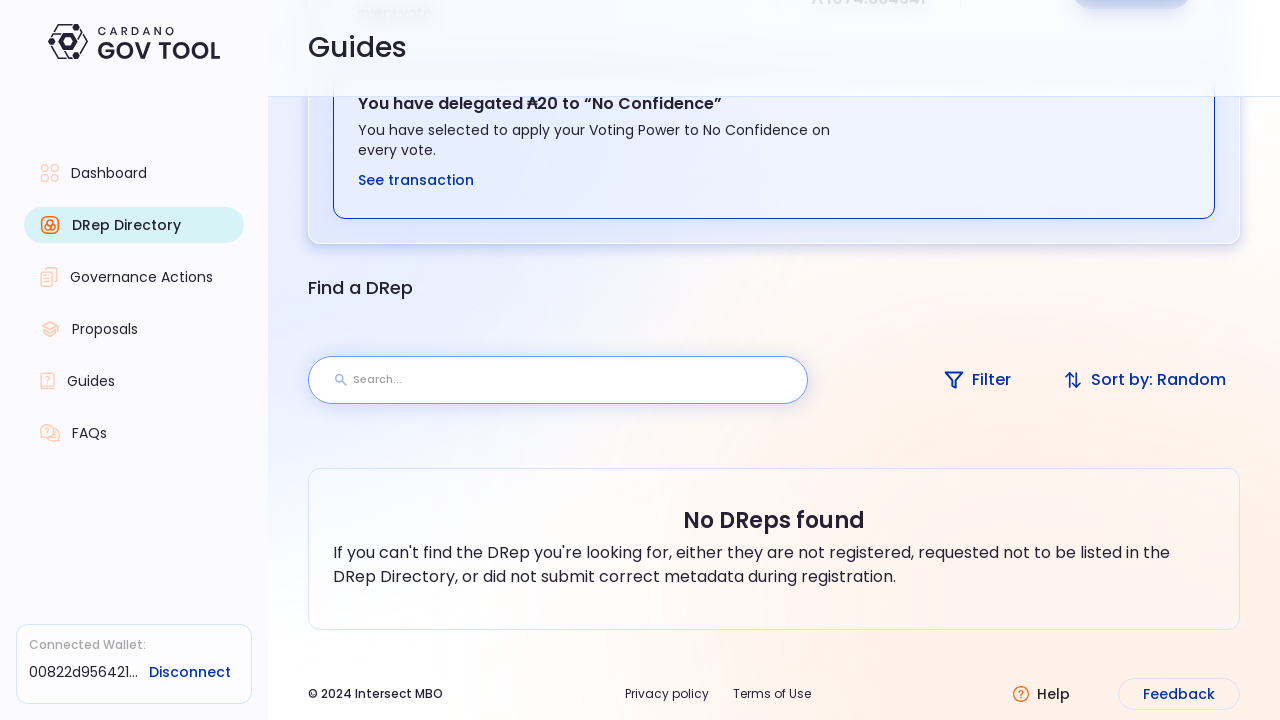 CARDANO
GOV TOOL
Guides
You have delegated ₳20 to “No Confidence”
You have selected to apply your Voting Power to No Confidence on
every vote.
See transaction
Dashboard
DRep Directory
Governance Actions
Proposals
Guides
FAQs
Find a DRep
Search...
Filter
Sort by: Random
No DReps found
If you can't find the DRep you're looking for, either they are not registered, requested not to be listed in the
DRep Directory, or did not submit correct metadata during registration.
Connected Wallet:
00822d956421... Disconnect
© 2024 Intersect MBO
Privacy policy
Terms of Use
Help
Feedback